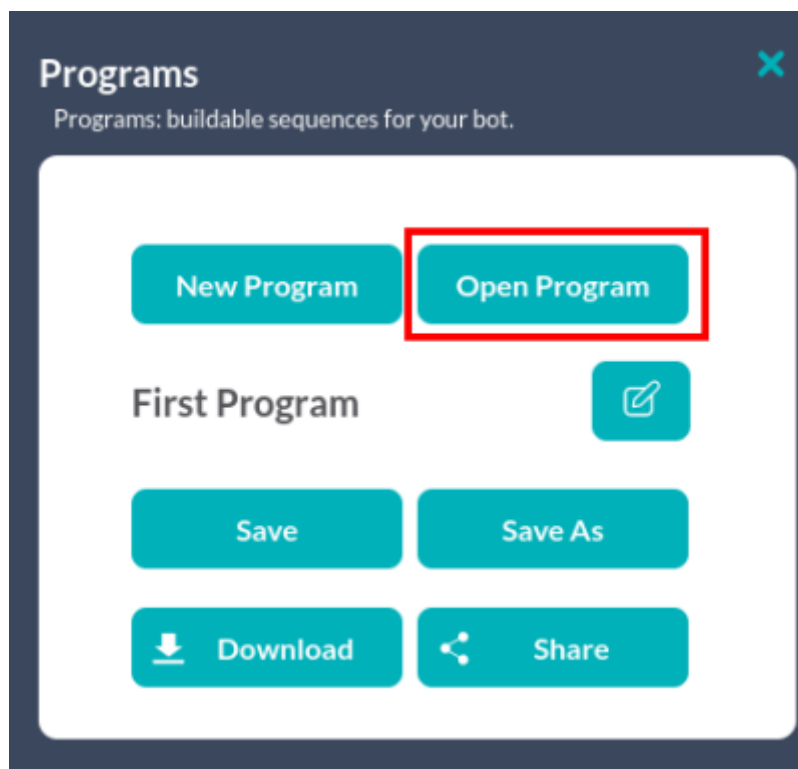 Programs
Programs: buildable sequences for your bot.
New Program
Open Program
First Program
Save
Save As
Download
Share